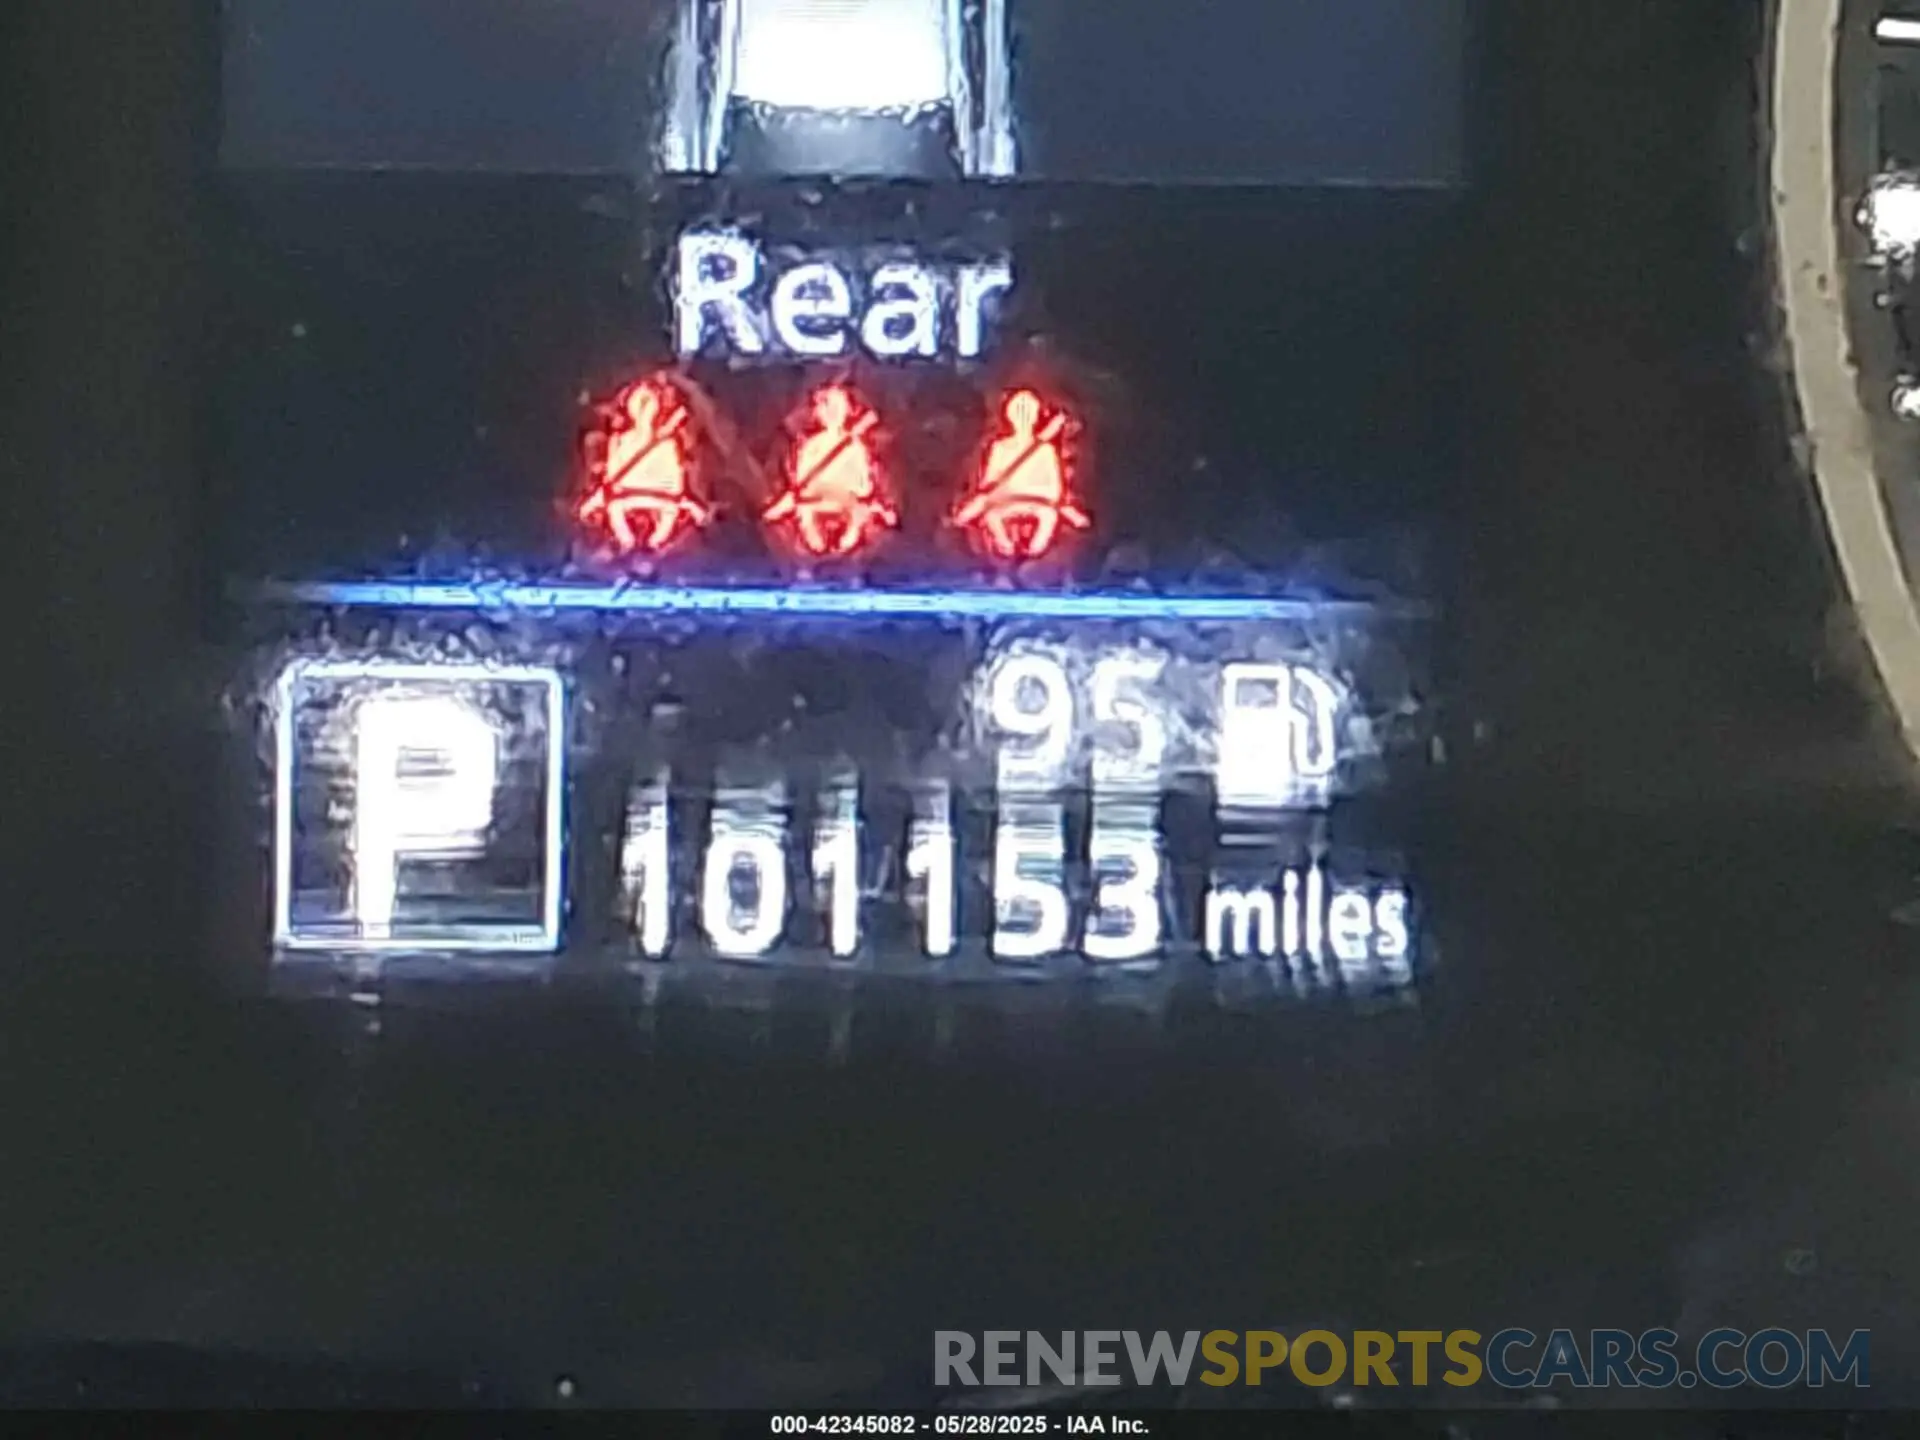 Rear
95
P
101153 miles
RENEWSPORTSCARS.COM
000-42345082 - 05/28/2025 - IAA Inc.